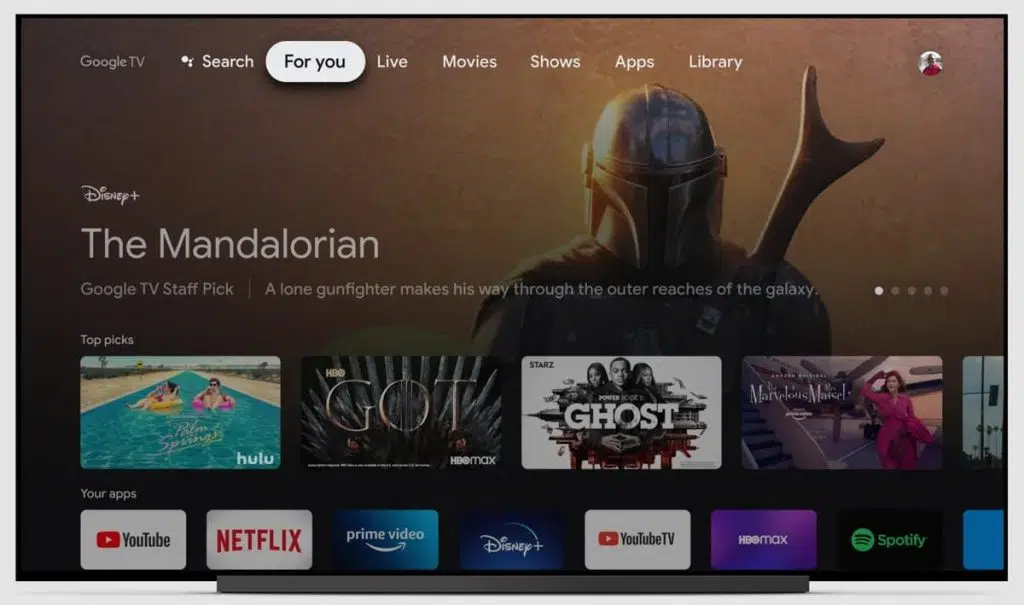 Google TV
Search
For you
Live
Movies
Shows
Apps
Library
Disney+
The Mandalorian
Google TV Staff Pick
A lone gunfighter makes his way through the outer reaches of the galaxy.
Top picks
Palm
Springs
hulu
HBO
GOT
HBOMAX
STARZ
POWER BOOK II
GHOST
AMAZON ORIGINAL
The Marvelous Mrs. Maisel
prime video
Your apps
YouTube
NETFLIX
prime video
Disney+
YouTubeTV
HBOMAX
Spotify